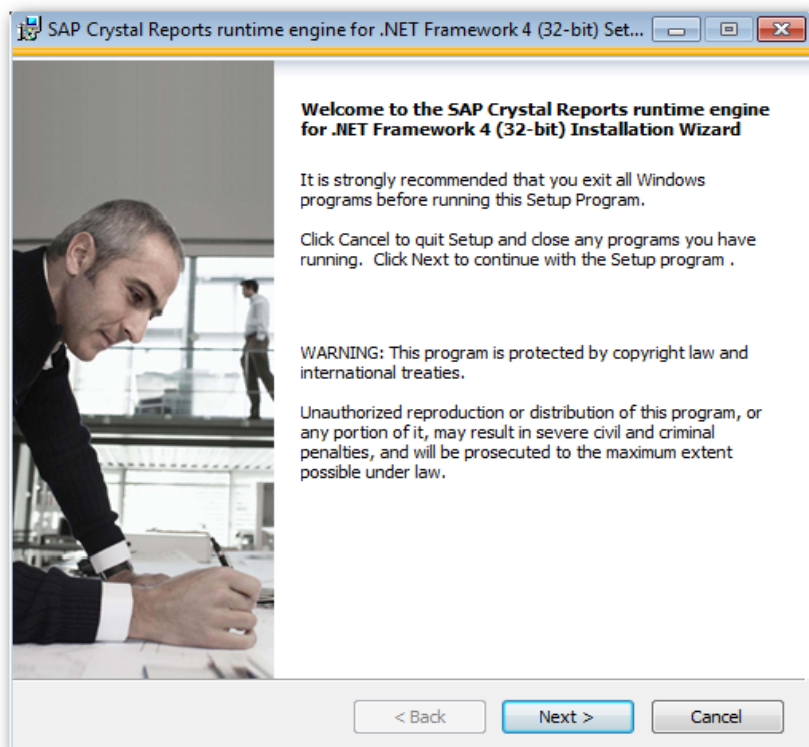 SAP Crystal Reports runtime engine for .NET Framework 4 (32-bit) Set...
Welcome to the SAP Crystal Reports runtime engine
for .NET Framework 4 (32-bit) Installation Wizard
It is strongly recommended that you exit all Windows
programs before running this Setup Program.
Click Cancel to quit Setup and close any programs you have
running.  Click Next to continue with the Setup program .
WARNING: This program is protected by copyright law and
international treaties.
Unauthorized reproduction or distribution of this program, or
any portion of it, may result in severe civil and criminal
penalties, and will be prosecuted to the maximum extent
possible under law.
< Back
Next >
Cancel